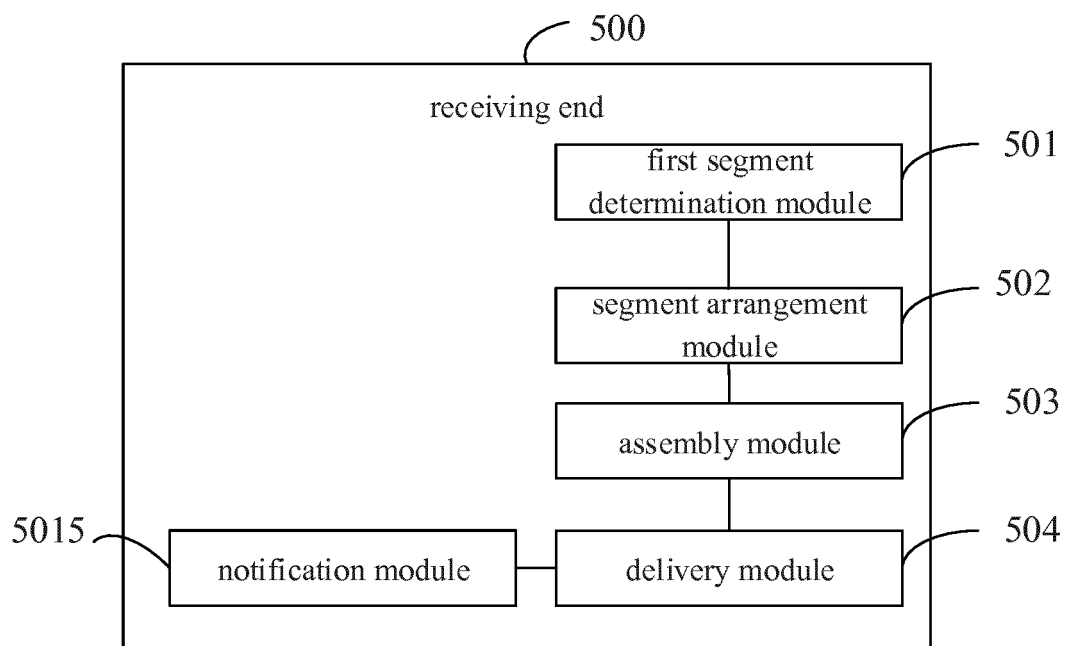 500
receiving end
first segment
determination module
501
segment arrangement
module
502
assembly module
503
5015
notification module
delivery module
504